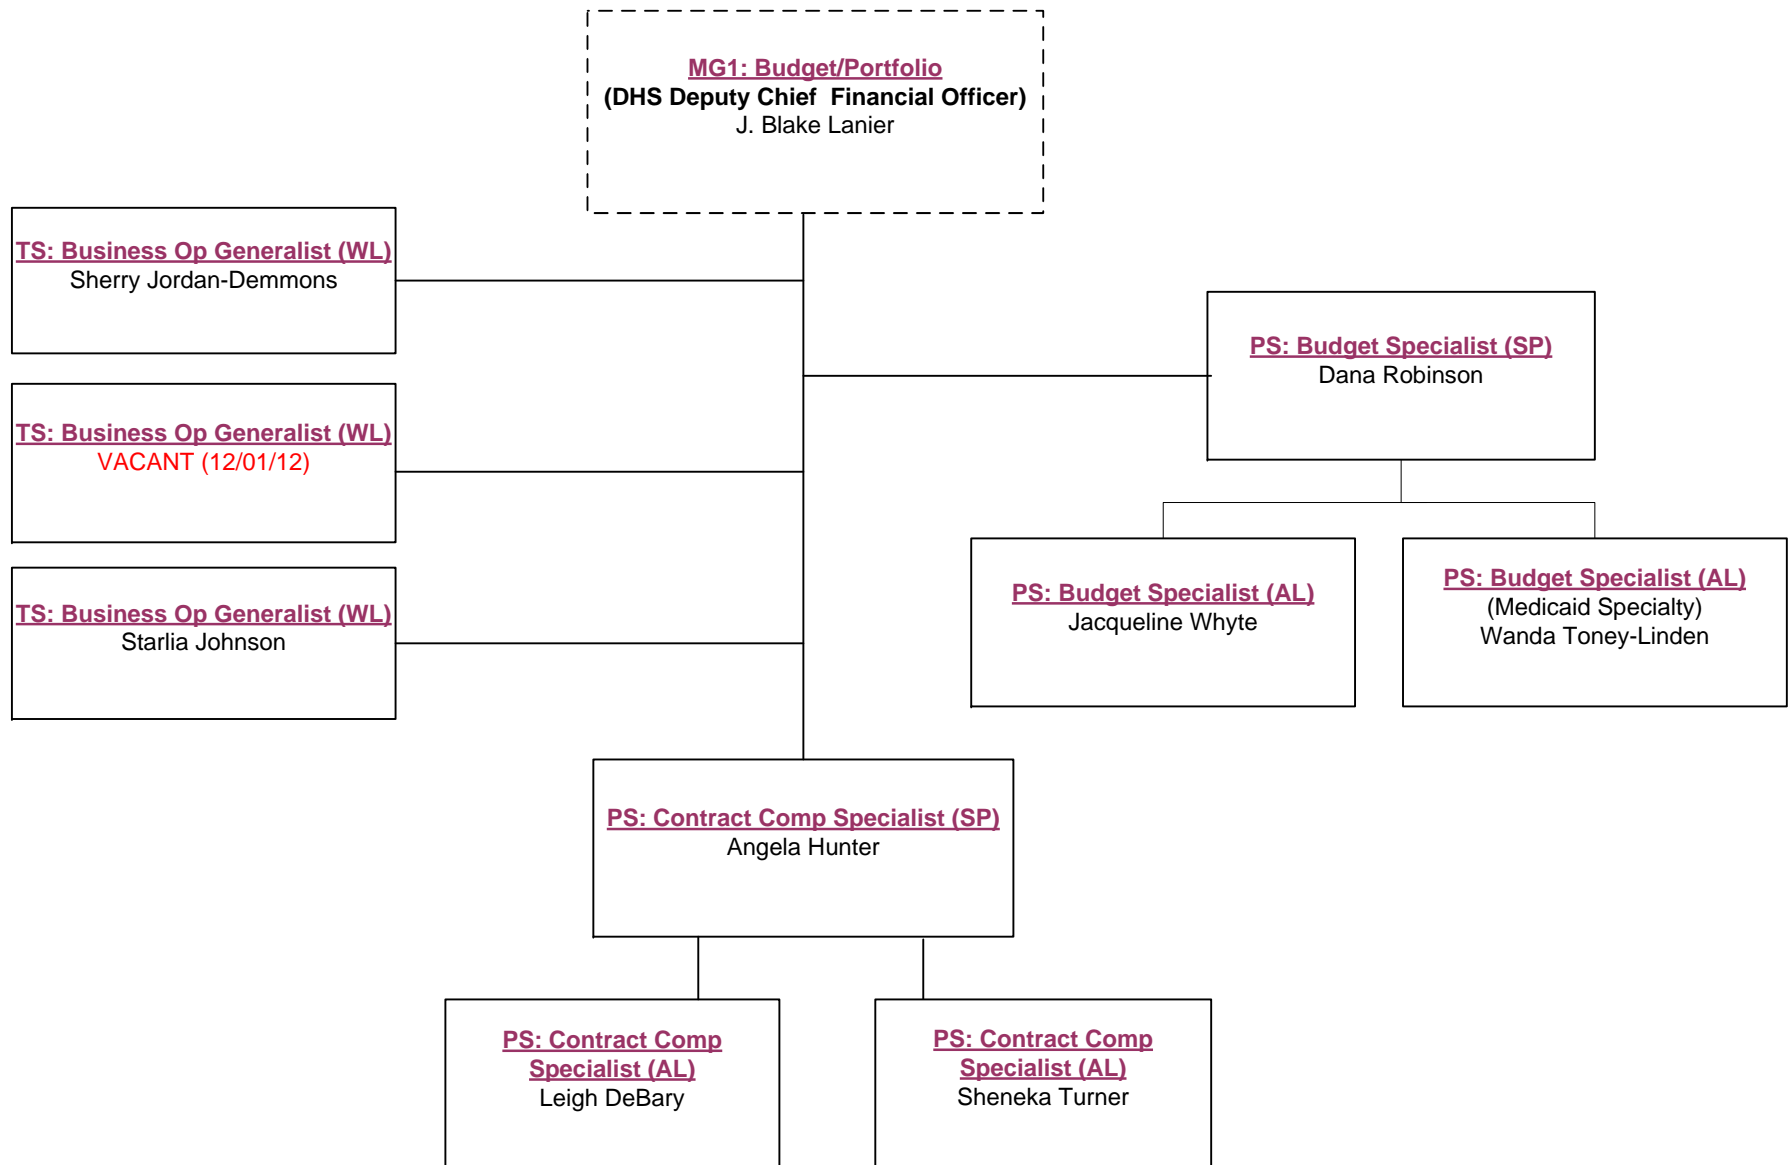 MG1: Budget/Portfolio
(DHS Deputy Chief  Financial Officer)
J. Blake Lanier
TS: Business Op Generalist (WL)
Sherry Jordan-Demmons
PS: Budget Specialist (SP)
Dana Robinson
TS: Business Op Generalist (WL)
VACANT (12/01/12)
PS: Budget Specialist (AL)
Jacqueline Whyte
PS: Budget Specialist (AL)
(Medicaid Specialty)
Wanda Toney-Linden
TS: Business Op Generalist (WL)
Starlia Johnson
PS: Contract Comp Specialist (SP)
Angela Hunter
PS: Contract Comp
Specialist (AL)
Leigh DeBary
PS: Contract Comp
Specialist (AL)
Sheneka Turner